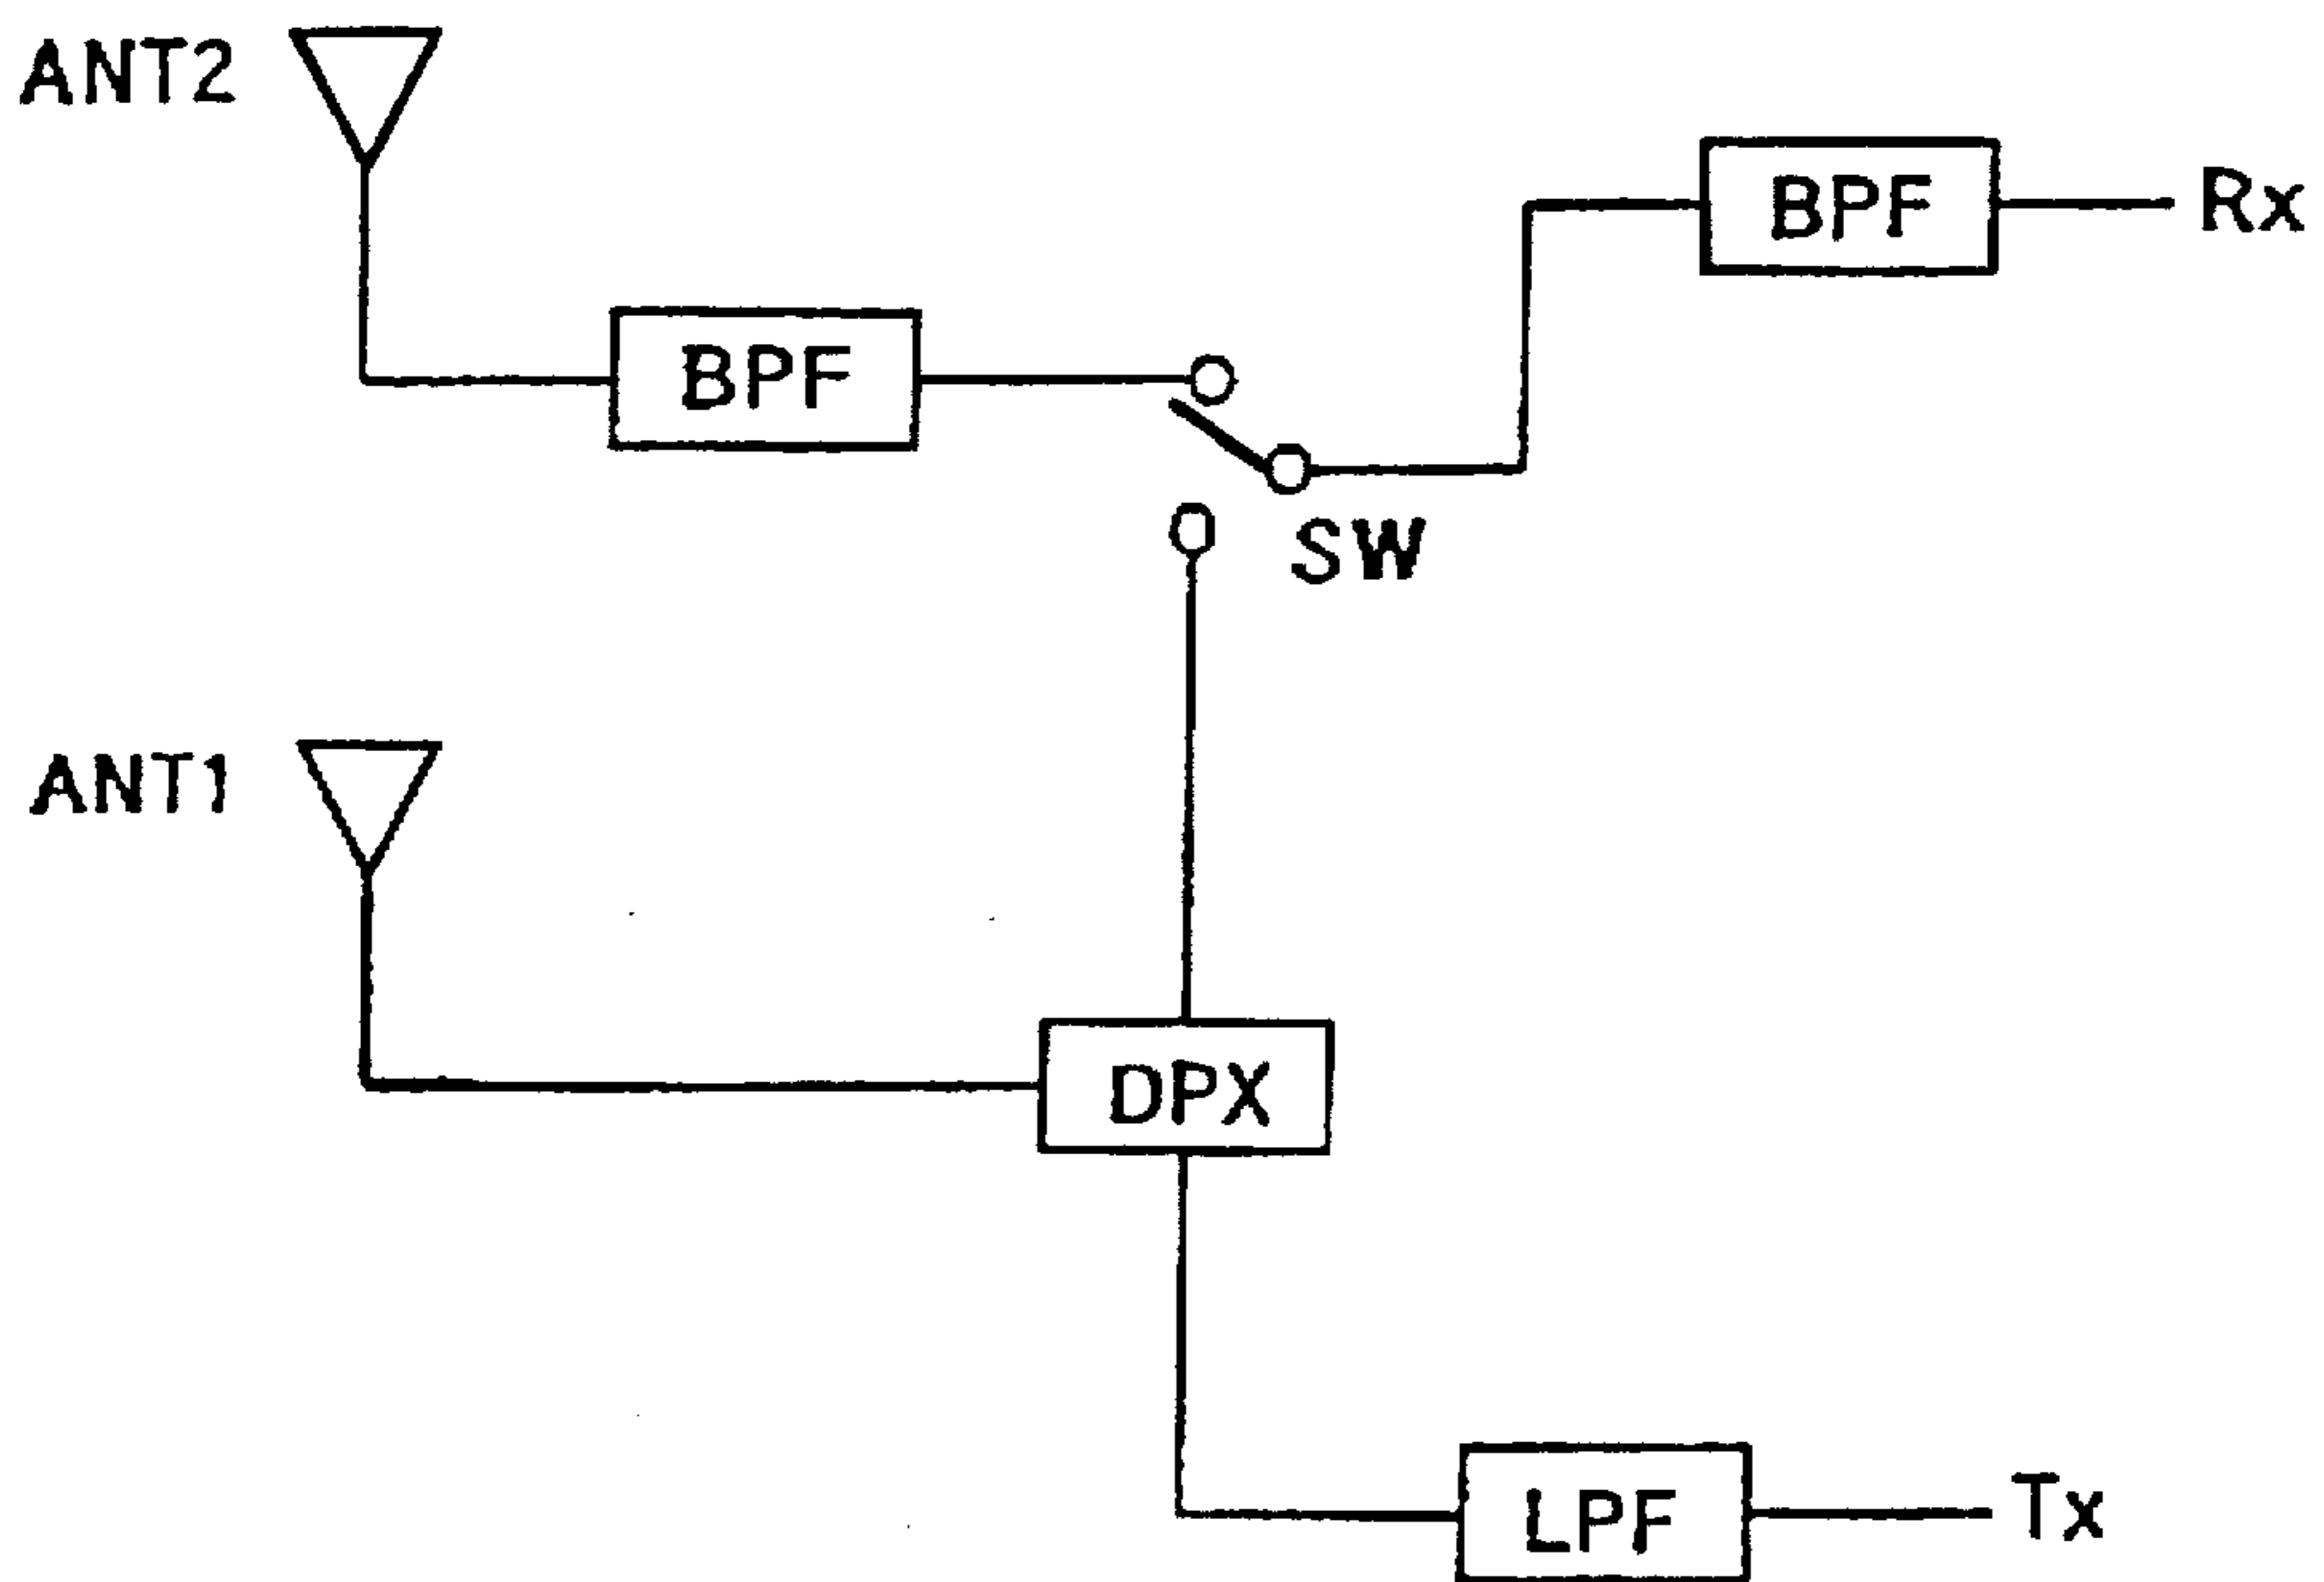 ANT2
BPF
Rx
BPF
SW
ANT1
DPX
LPF
Tx